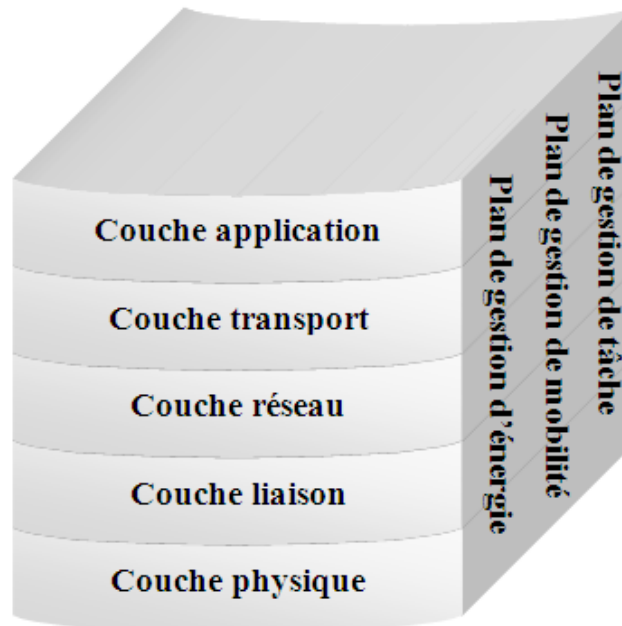 Couche application
Couche transport
Couche réseau
Couche liaison
Couche physique
Plan de gestion d'énergie
Plan de gestion de mobilité
Plan de gestion de tâche